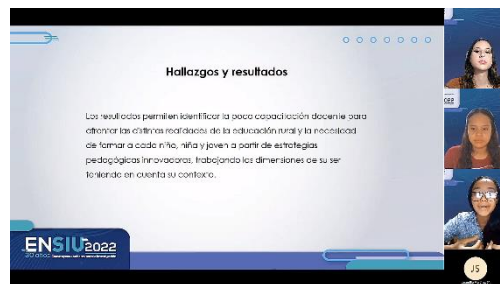 Hallazgos y resultados
Los resultados permiten identificar la poca capacitación docente para
afrontar las distintas realidades de la educación rural y la necesidad
de formar a cada niño, niña y joven a partir de estrategias
pedagógicas innovadoras, trabajando las dimensiones de su ser
teniendo en cuenta su contexto.
ENSIU2022
20 años
JS